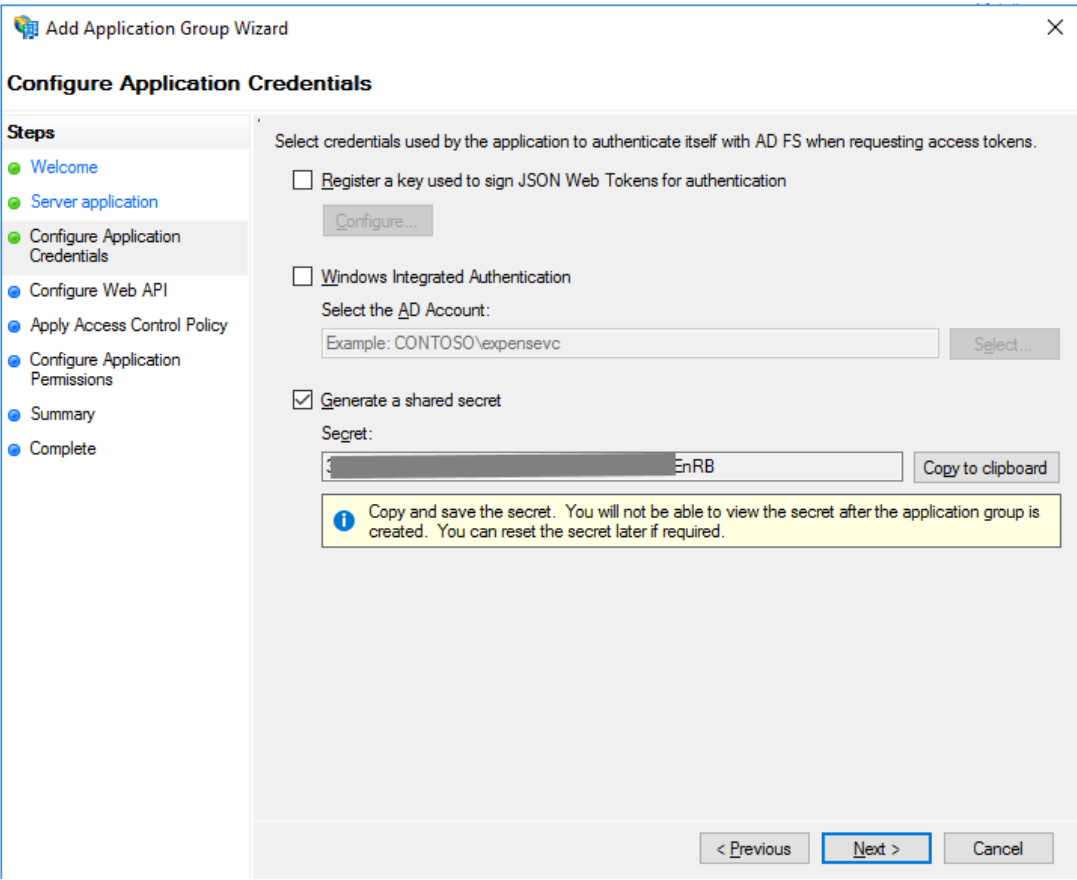 Add Application Group Wizard
Configure Application Credentials
Steps
Welcome
Server application
Configure Application
Credentials
Configure Web API
Apply Access Control Policy
Configure Application
Permissions
Summary
Complete
Select credentials used by the application to authenticate itself with AD FS when requesting access tokens.
Register a key used to sign JSON Web Tokens for authentication
Configure...
Windows Integrated Authentication
Select the AD Account:
Example: CONTOSO\expensevc
Select...
Generate a shared secret
Secret:
EnRB
Copy to clipboard
Copy and save the secret. You will not be able to view the secret after the application group is
created. You can reset the secret later if required.
< Previous
Next >
Cancel